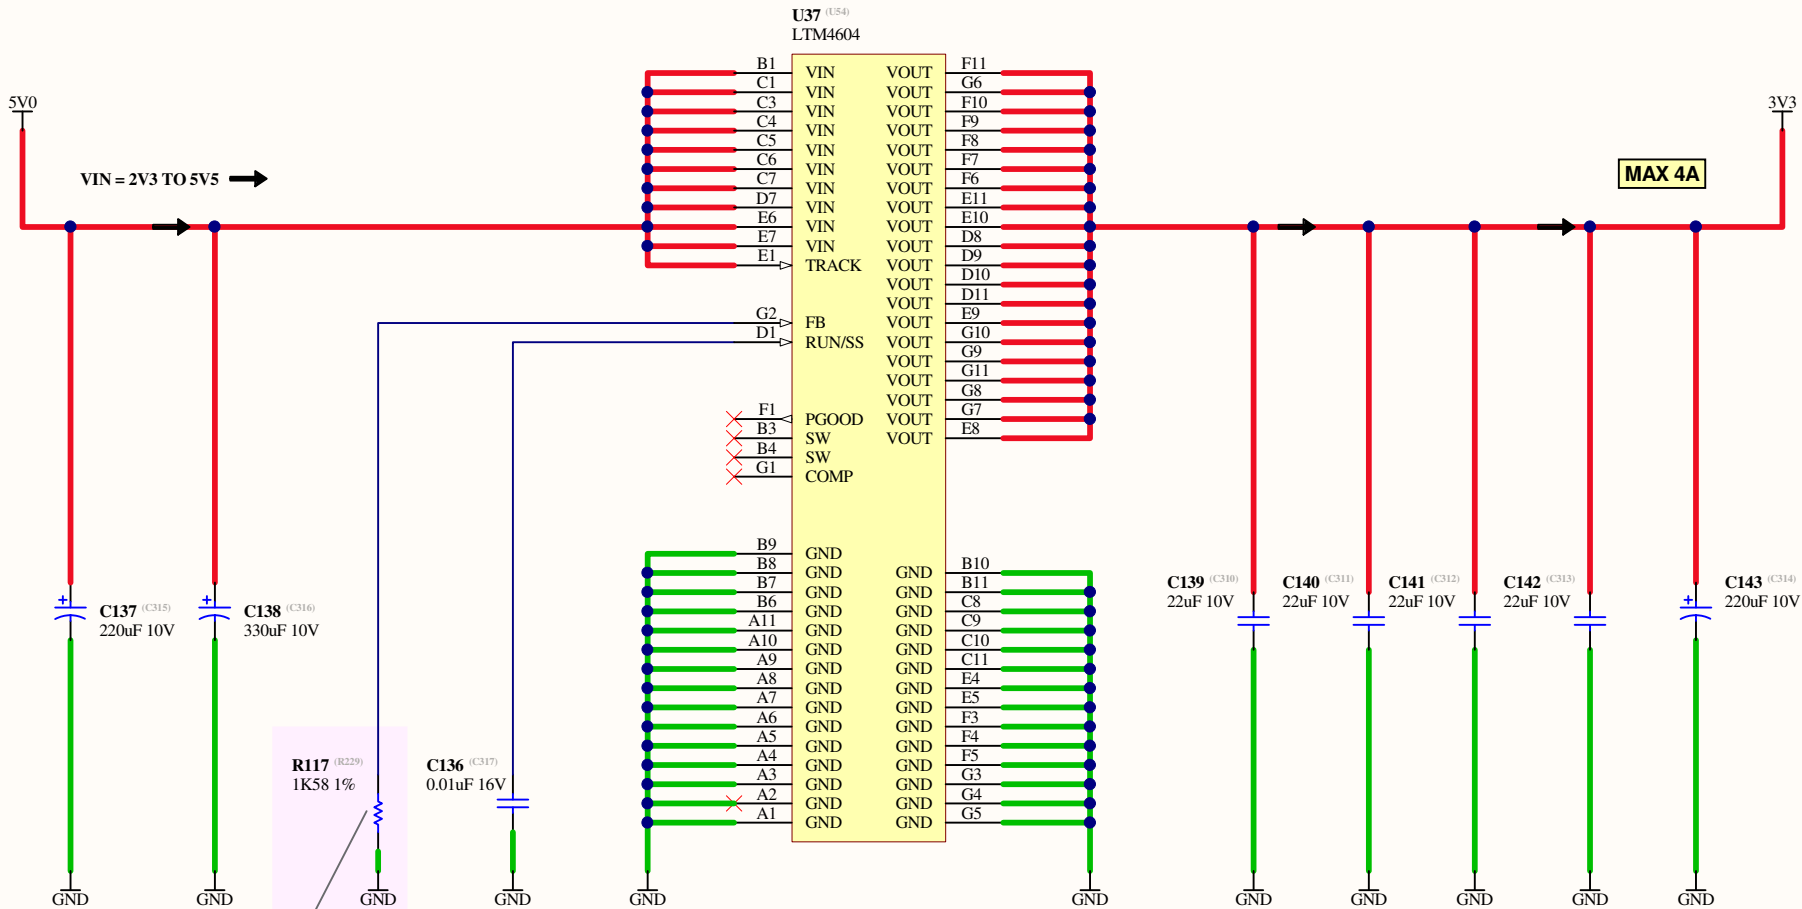 U37 (U54)
LTM4604
5V0
VIN = 2V3 TO 5V5
MAX 4A
3V3
B1 VIN VOUT F11
C1 VIN VOUT G6
C3 VIN VOUT F10
C4 VIN VOUT F9
C5 VIN VOUT F8
C6 VIN VOUT F7
C7 VIN VOUT F6
D7 VIN VOUT E11
E6 VIN VOUT E10
E7 VIN VOUT D8
E1 TRACK VOUT D9
VOUT D10
VOUT D11
G2 FB VOUT E9
D1 RUN/SS VOUT G10
VOUT G9
VOUT G11
VOUT G8
F1 PGOOD VOUT G7
B3 SW VOUT E8
B4 SW
G1 COMP
B9 GND
B8 GND GND B10
B7 GND GND B11
B6 GND GND C8
A11 GND GND C9
A10 GND GND C10
A9 GND GND C11
A8 GND GND E4
A7 GND GND E5
A6 GND GND F3
A5 GND GND F4
A4 GND GND F5
A3 GND GND G3
A2 GND GND G4
A1 GND GND G5
+
C137 (C315)
220uF 10V
+
C138 (C316)
330uF 10V
R117 (R229)
1K58 1%
C136 (C317)
0.01uF 16V
C139 (C310)
22uF 10V
C140 (C311)
22uF 10V
C141 (C312)
22uF 10V
C142 (C313)
22uF 10V
+
C143 (C314)
220uF 10V
GND GND GND GND GND GND GND GND GND GND GND